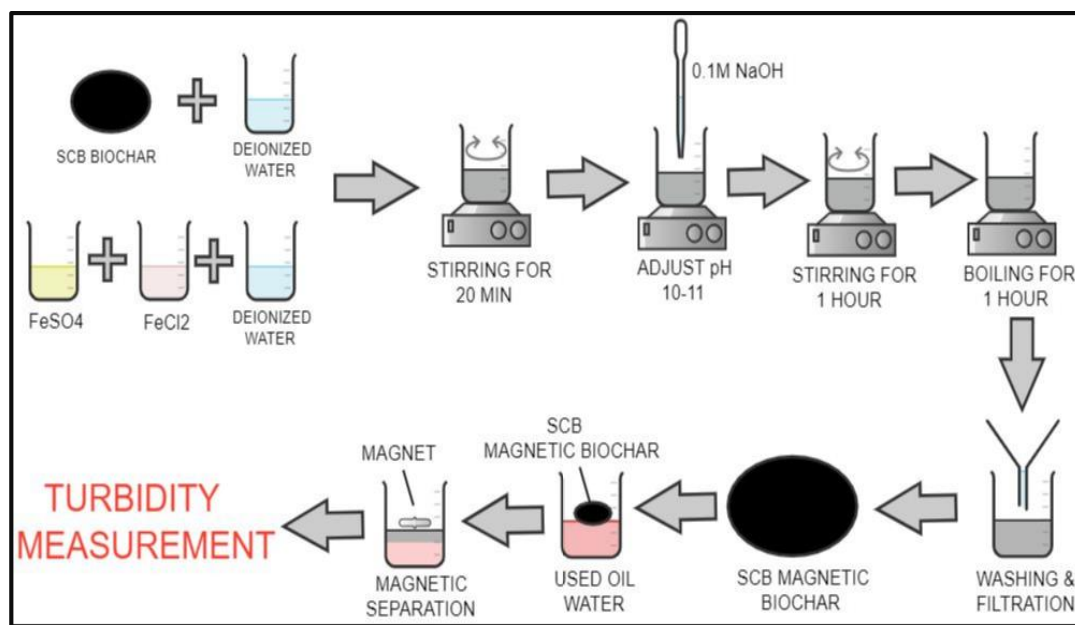 SCB BIOCHAR
DEIONIZED
WATER
FeSO4
FeCl2
DEIONIZED
WATER
STIRRING FOR
20 MIN
0.1M NaOH
ADJUST pH
10-11
STIRRING FOR
1 HOUR
BOILING FOR
1 HOUR
WASHING &
FILTRATION
SCB MAGNETIC
BIOCHAR
SCB
MAGNETIC BIOCHAR
USED OIL
WATER
MAGNET
MAGNETIC
SEPARATION
TURBIDITY
MEASUREMENT